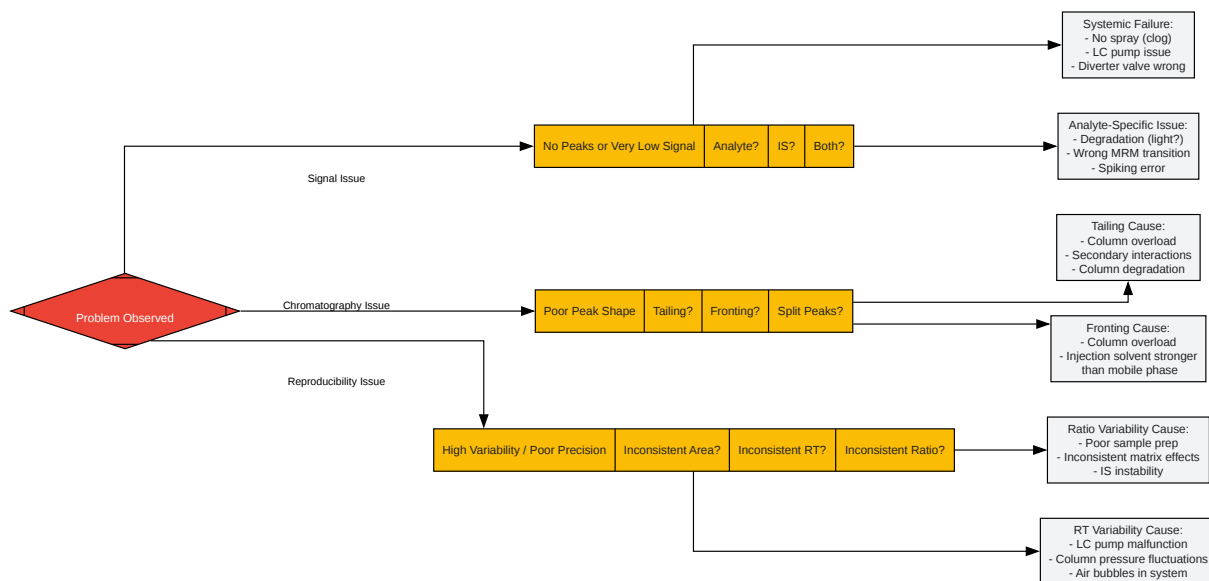 Systemic Failure:
- No spray (clog)
- LC pump issue
- Diverter valve wrong
No Peaks or Very Low Signal
Analyte?
IS?
Both?
Analyte-Specific Issue:
- Degradation (light?)
- Wrong MRM transition
- Spiking error
Signal Issue
Tailing Cause:
- Column overload
- Secondary interactions
- Column degradation
Problem Observed
Chromatography Issue
Poor Peak Shape
Tailing?
Fronting?
Split Peaks?
Fronting Cause:
- Column overload
- Injection solvent stronger
than mobile phase
Reproducibility Issue
High Variability / Poor Precision
Inconsistent Area?
Inconsistent RT?
Inconsistent Ratio?
Ratio Variability Cause:
- Poor sample prep
- Inconsistent matrix effects
- IS instability
RT Variability Cause:
- LC pump malfunction
- Column pressure fluctuations
- Air bubbles in system